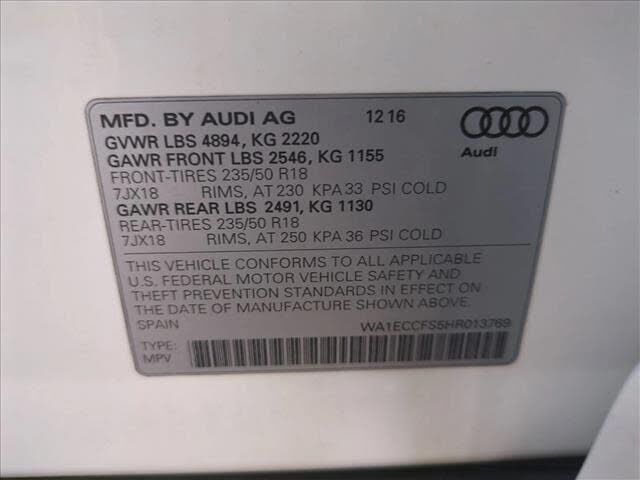 MFD. BY AUDI AG 12 16
GVWR LBS 4894, KG 2220
GAWR FRONT LBS 2546, KG 1155
FRONT-TIRES 235/50 R18
7JX18 RIMS, AT 230 KPA 33 PSI COLD
GAWR REAR LBS 2491, KG 1130
REAR-TIRES 235/50 R18
7JX18 RIMS, AT 250 KPA 36 PSI COLD
Audi
THIS VEHICLE CONFORMS TO ALL APPLICABLE
U.S. FEDERAL MOTOR VEHICLE SAFETY AND
THEFT PREVENTION STANDARDS IN EFFECT ON
THE DATE OF MANUFACTURE SHOWN ABOVE.
SPAIN WA1ECCFS5HR013769
TYPE:
MPV